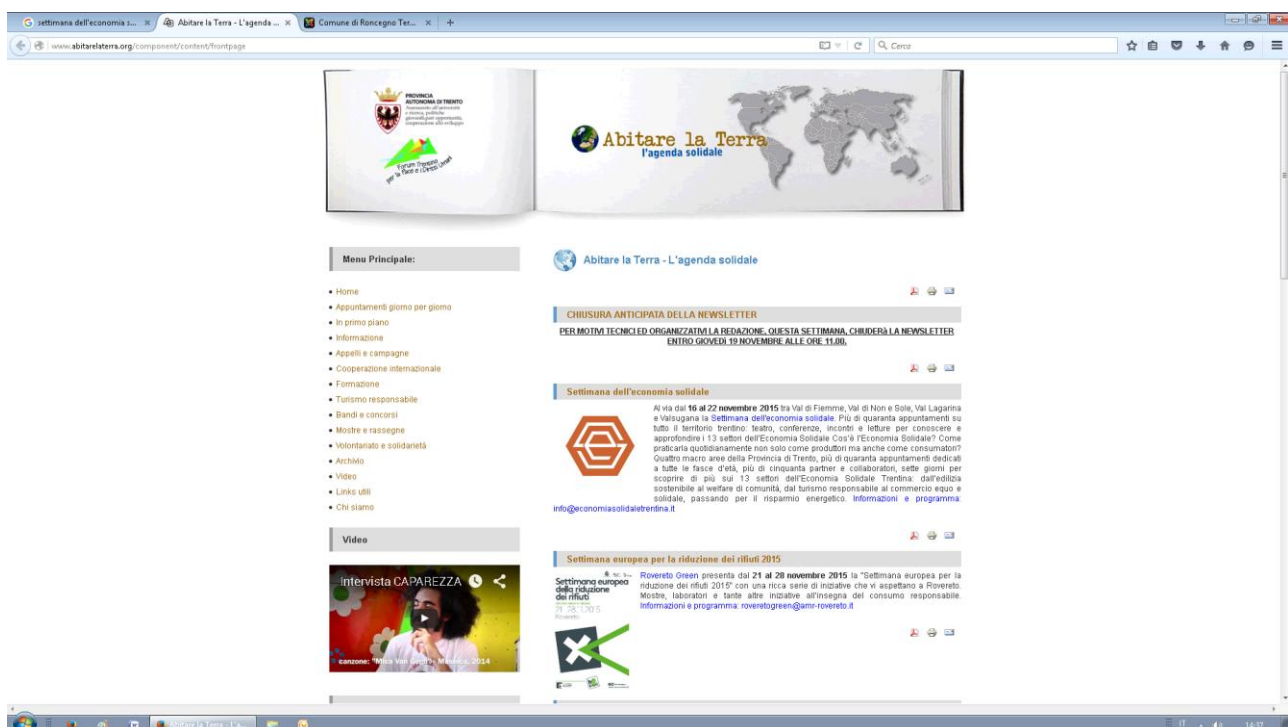 settimana dell'economia s...
Abitare la Terra - L'agenda ...
Comune di Roncegno Ter...
www.abitarelaterra.org/component/content/frontpage
Cerca
PROVINCIA
AUTONOMA DI TRENTO
Forum Trentino
per la Pace e i Diritti Umani
Abitare la Terra
l'agenda solidale
Menu Principale:
• Home
• Appuntamenti giorno per giorno
• In primo piano
• Informazione
• Appelli e campagne
• Cooperazione internazionale
• Formazione
• Turismo responsabile
• Bandi e concorsi
• Mostre e rassegne
• Volontariato e solidarietà
• Archivio
• Video
• Links utili
• Chi siamo
Video
Intervista CAPAREZZA
Abitare la Terra - L'agenda solidale
CHIUSURA ANTICIPATA DELLA NEWSLETTER
PER MOTIVI TECNICI ED ORGANIZZATIVI LA REDAZIONE, QUESTA SETTIMANA, CHIUDERà LA NEWSLETTER
ENTRO GIOVEDÌ 19 NOVEMBRE ALLE ORE 11.00.
Settimana dell'economia solidale
Al via dal 16 al 22 novembre 2015 tra Val di Fiemme, Val di Non e Sole, Val Lagarina
e Valsugana la Settimana dell'economia solidale. Più di quaranta appuntamenti su
tutto il territorio trentino: teatro, conferenze, incontri e letture per conoscere e
approfondire i 13 settori dell'Economia Solidale Cos'è l'Economia Solidale? Come
praticarla quotidianamente non solo come produttori ma anche come consumatori?
Quattro macro aree della Provincia di Trento, più di quaranta appuntamenti dedicati
a tutte le fasce d'età, più di cinquanta partner e collaboratori, sette giorni per
scoprire di più sui 13 settori dell'Economia Solidale Trentina: dall'edilizia
sostenibile al welfare di comunità, dal turismo responsabile al commercio equo e
solidale, passando per il risparmio energetico. Informazioni e programma:
info@economiasolidaletrentina.it
Settimana europea per la riduzione dei rifiuti 2015
Settimana europea
della riduzione
dei rifiuti
Rovereto
Rovereto Green presenta dal 21 al 28 novembre 2015 la "Settimana europea per la
riduzione dei rifiuti 2015" con una ricca serie di iniziative che vi aspettano a Rovereto.
Mostre, laboratori e tante altre iniziative all'insegna del consumo responsabile.
Informazioni e programma: roveretogreen@amr-rovereto.it
Abitare la Terra - L'a...
IT
14:37